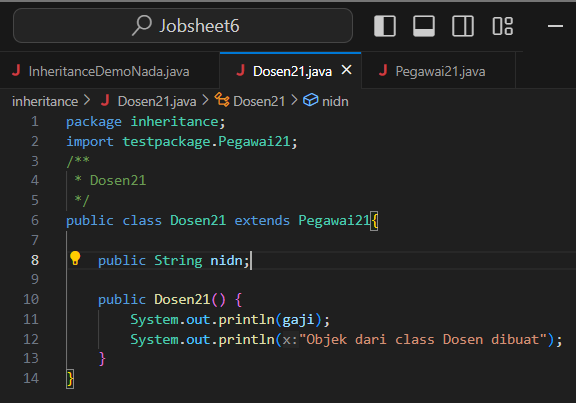 Jobsheet6
InheritanceDemoNada.java Dosen21.java Pegawai21.java
inheritance > Dosen21.java > Dosen21 > nidn
1 package inheritance;
2 import testpackage.Pegawai21;
3 /**
4 * Dosen21
5 */
6 public class Dosen21 extends Pegawai21{
7
8 public String nidn;
9
10 public Dosen21() {
11 System.out.println(gaji);
12 System.out.println(x:"Objek dari class Dosen dibuat");
13 }
14 }